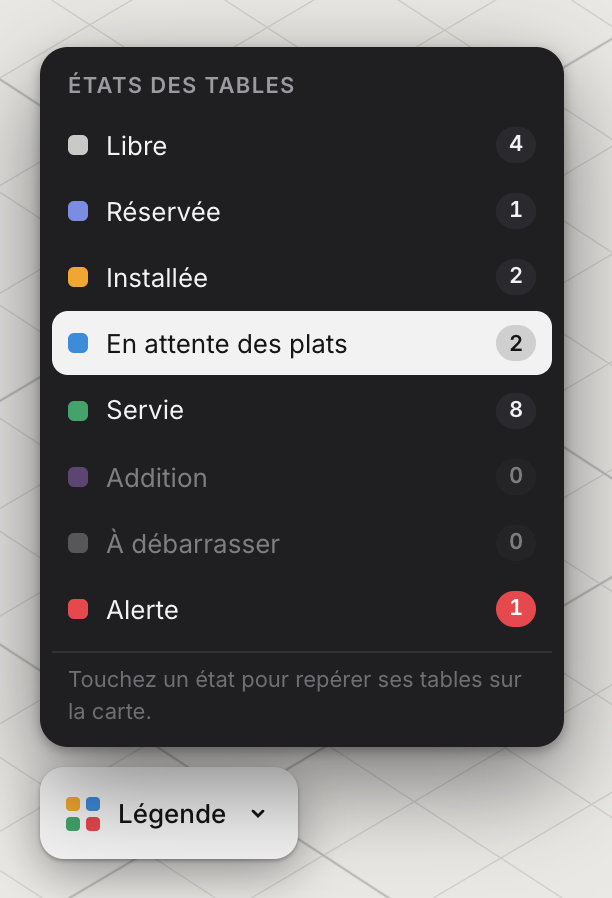 ÉTATS DES TABLES
Libre 4
Réservée 1
Installée 2
En attente des plats 2
Servie 8
Addition 0
À débarrasser 0
Alerte 1
Touchez un état pour repérer ses tables sur
la carte.
Légende